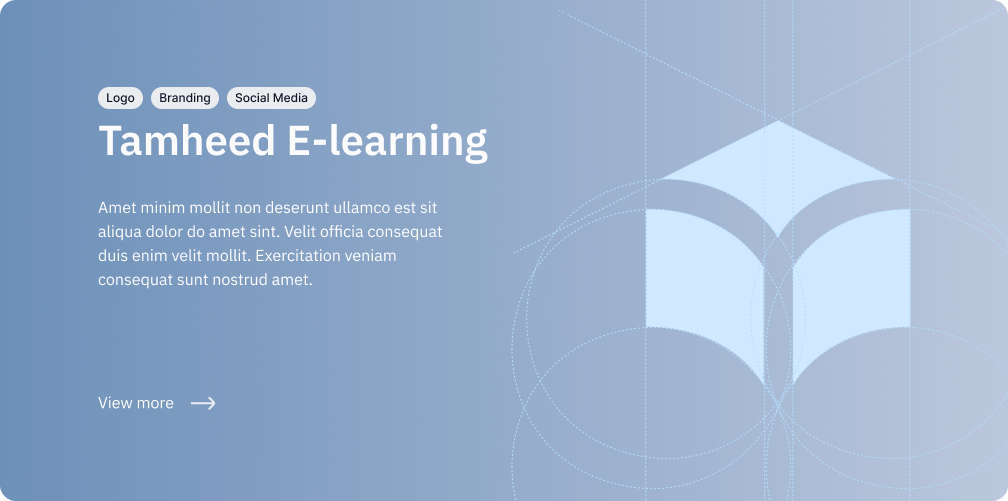 Logo Branding Social Media
Tamheed E-learning
Amet minim mollit non deserunt ullamco est sit
aliqua dolor do amet sint. Velit officia consequat
duis enim velit mollit. Exercitation veniam
consequat sunt nostrud amet.
View more